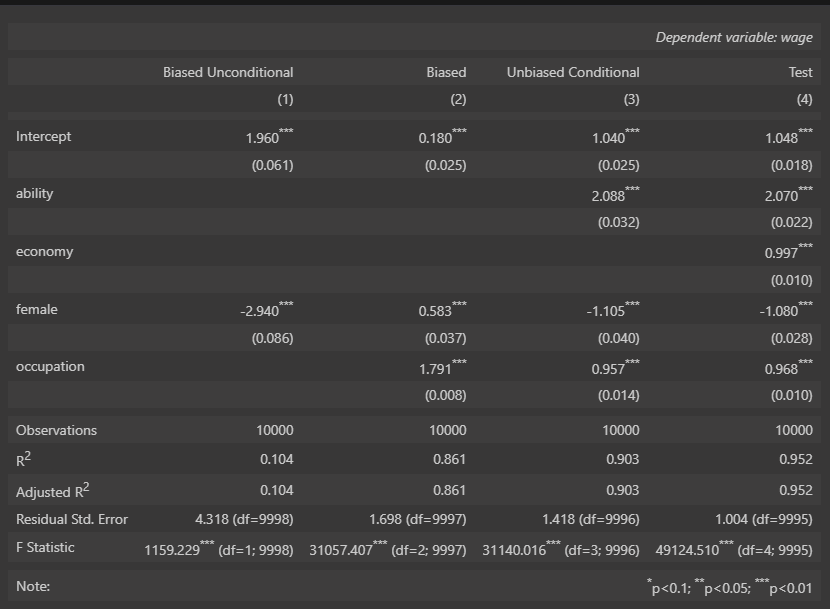 Dependent variable: wage
Biased Unconditional Biased Unbiased Conditional Test
(1) (2) (3) (4)
Intercept 1.960*** 0.180*** 1.040*** 1.048***
(0.061) (0.025) (0.025) (0.018)
ability 2.088*** 2.070***
(0.032) (0.022)
economy 0.997***
(0.010)
female -2.940*** 0.583*** -1.105*** -1.080***
(0.086) (0.037) (0.040) (0.028)
occupation 1.791*** 0.957*** 0.968***
(0.008) (0.014) (0.010)
Observations 10000 10000 10000 10000
R2 0.104 0.861 0.903 0.952
Adjusted R2 0.104 0.861 0.903 0.952
Residual Std. Error 4.318 (df=9998) 1.698 (df=9997) 1.418 (df=9996) 1.004 (df=9995)
F Statistic 1159.229*** (df=1; 9998) 31057.407*** (df=2; 9997) 31140.016*** (df=3; 9996) 49124.510*** (df=4; 9995)
Note: *p<0.1; **p<0.05; ***p<0.01